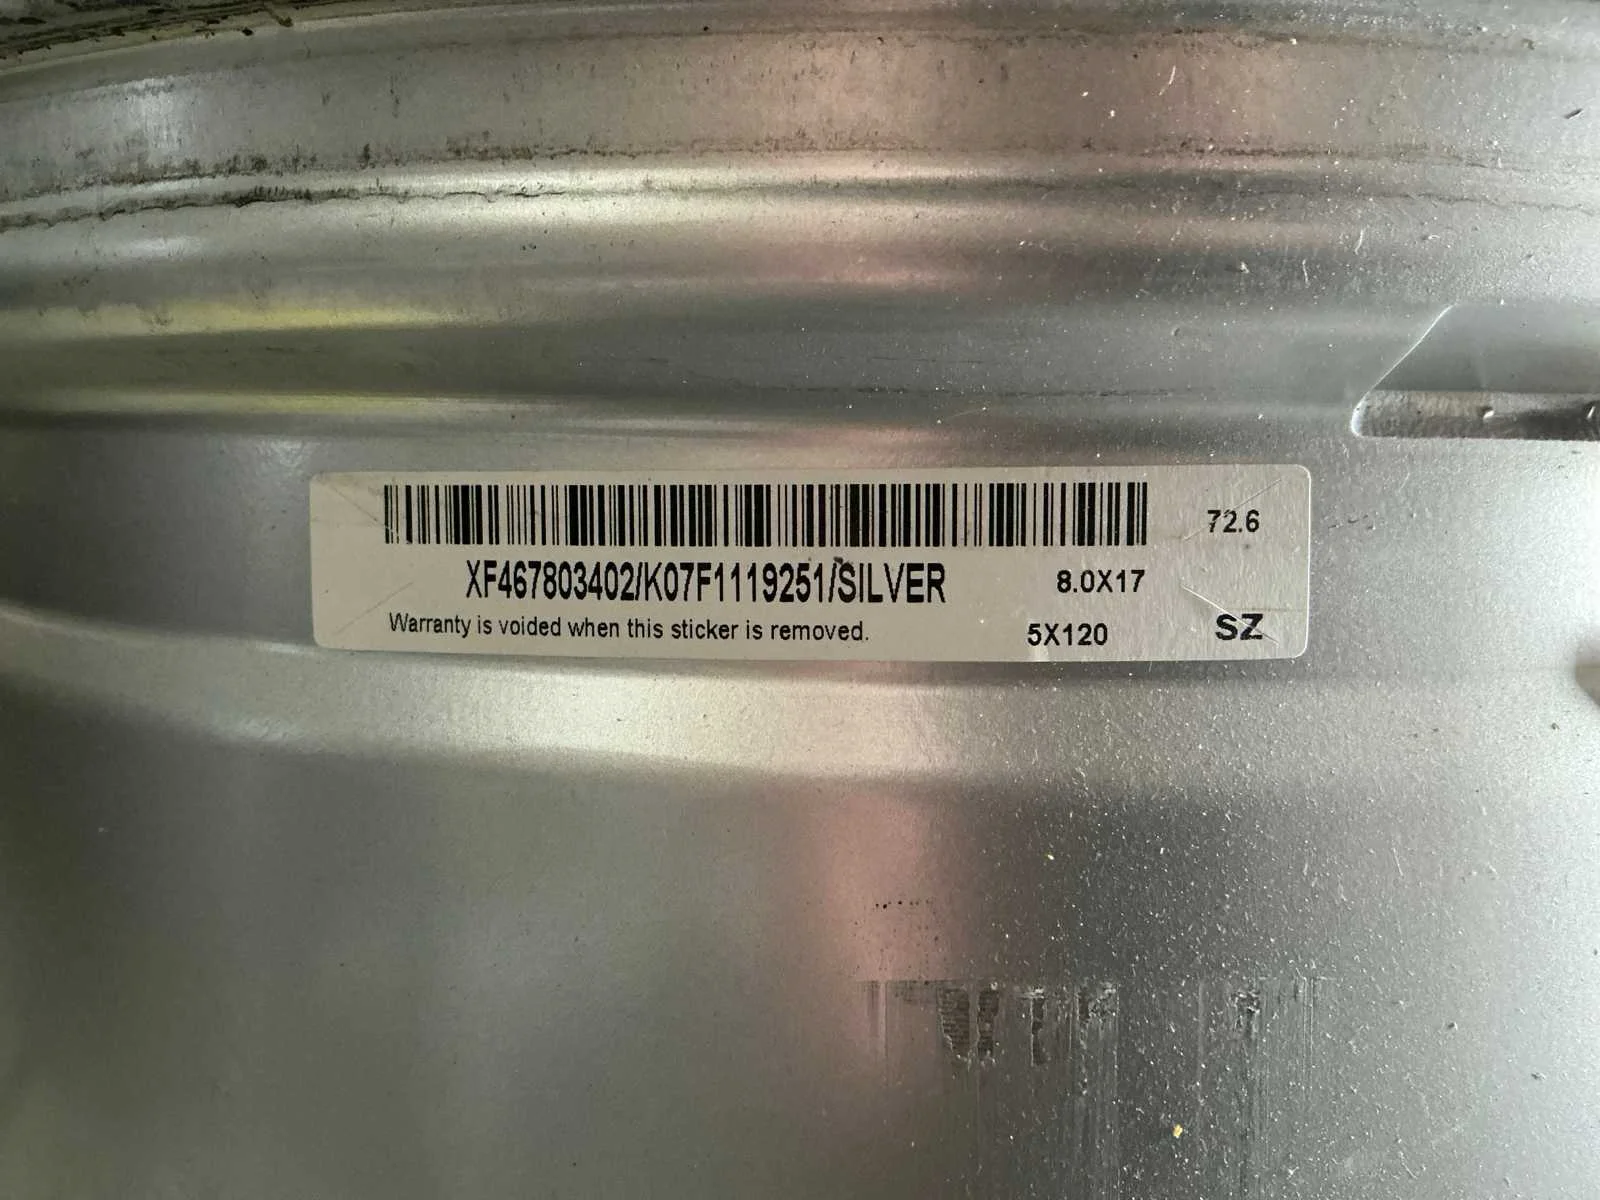 72.6
XF467803402/K07F1119251/SILVER 8.0X17
Warranty is voided when this sticker is removed. 5X120 SZ